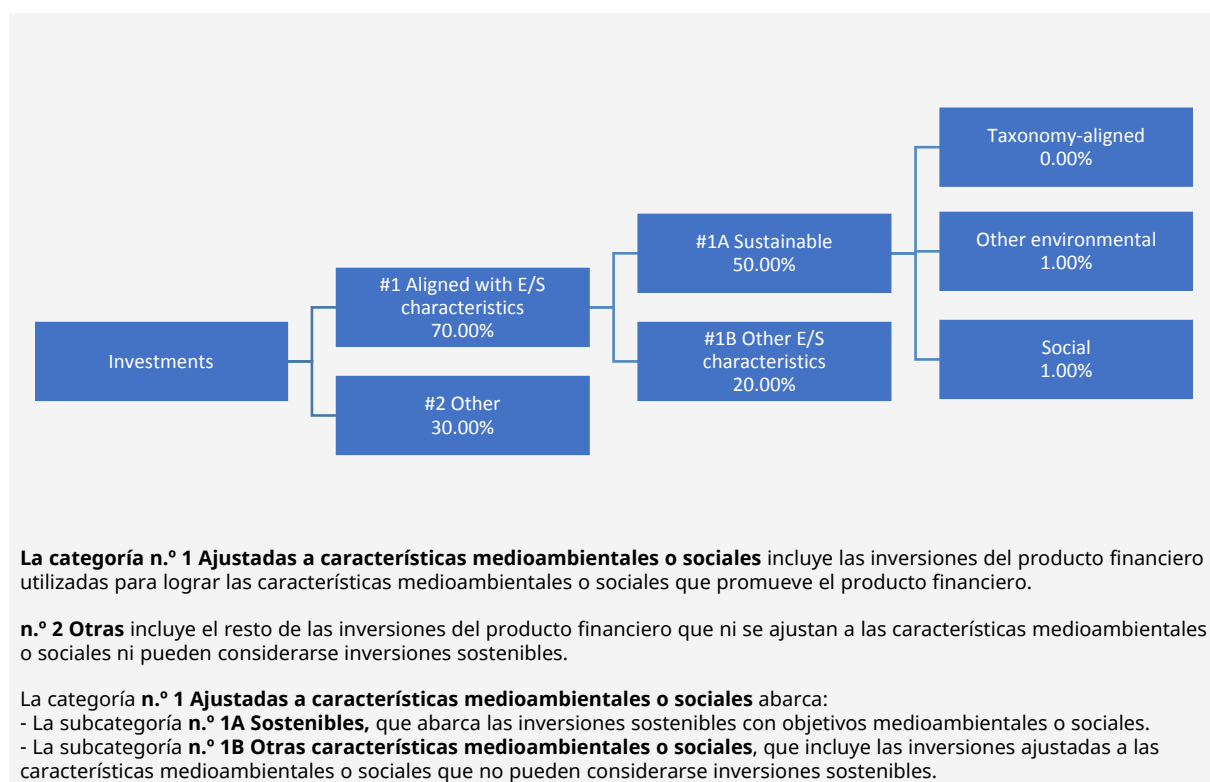 Investments
#1 Aligned with E/S
characteristics
70.00%
#2 Other
30.00%
#1A Sustainable
50.00%
#1B Other E/S
characteristics
20.00%
Taxonomy-aligned
0.00%
Other environmental
1.00%
Social
1.00%
La categoría n.º 1 Ajustadas a características medioambientales o sociales incluye las inversiones del producto financiero
utilizadas para lograr las características medioambientales o sociales que promueve el producto financiero.
n.º 2 Otras incluye el resto de las inversiones del producto financiero que ni se ajustan a las características medioambientales
o sociales ni pueden considerarse inversiones sostenibles.
La categoría n.º 1 Ajustadas a características medioambientales o sociales abarca:
- La subcategoría n.º 1A Sostenibles, que abarca las inversiones sostenibles con objetivos medioambientales o sociales.
- La subcategoría n.º 1B Otras características medioambientales o sociales, que incluye las inversiones ajustadas a las
características medioambientales o sociales que no pueden considerarse inversiones sostenibles.